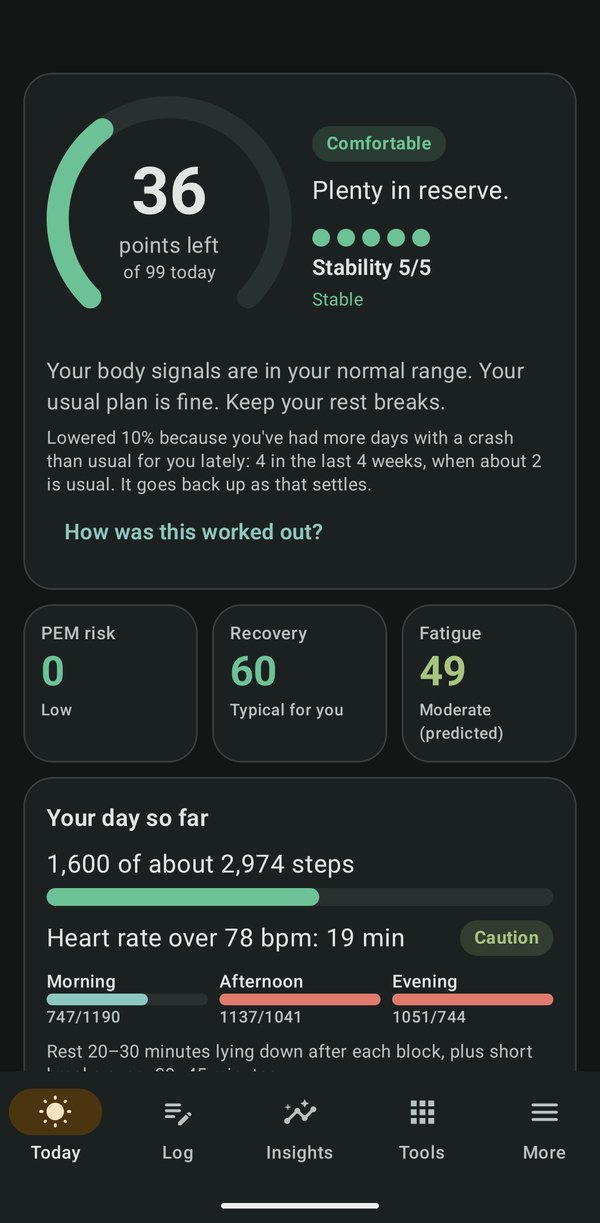 36
points left
of 99 today
Comfortable
Plenty in reserve.
Stability 5/5
Stable
Your body signals are in your normal range. Your
usual plan is fine. Keep your rest breaks.
Lowered 10% because you've had more days with a crash
than usual for you lately: 4 in the last 4 weeks, when about 2
is usual. It goes back up as that settles.
How was this worked out?
PEM risk
0
Low
Recovery
60
Typical for you
Fatigue
49
Moderate
(predicted)
Your day so far
1,600 of about 2,974 steps
Heart rate over 78 bpm: 19 min
Caution
Morning
747/1190
Afternoon
1137/1041
Evening
1051/744
Rest 20–30 minutes lying down after each block, plus short
Today
Log
Insights
Tools
More